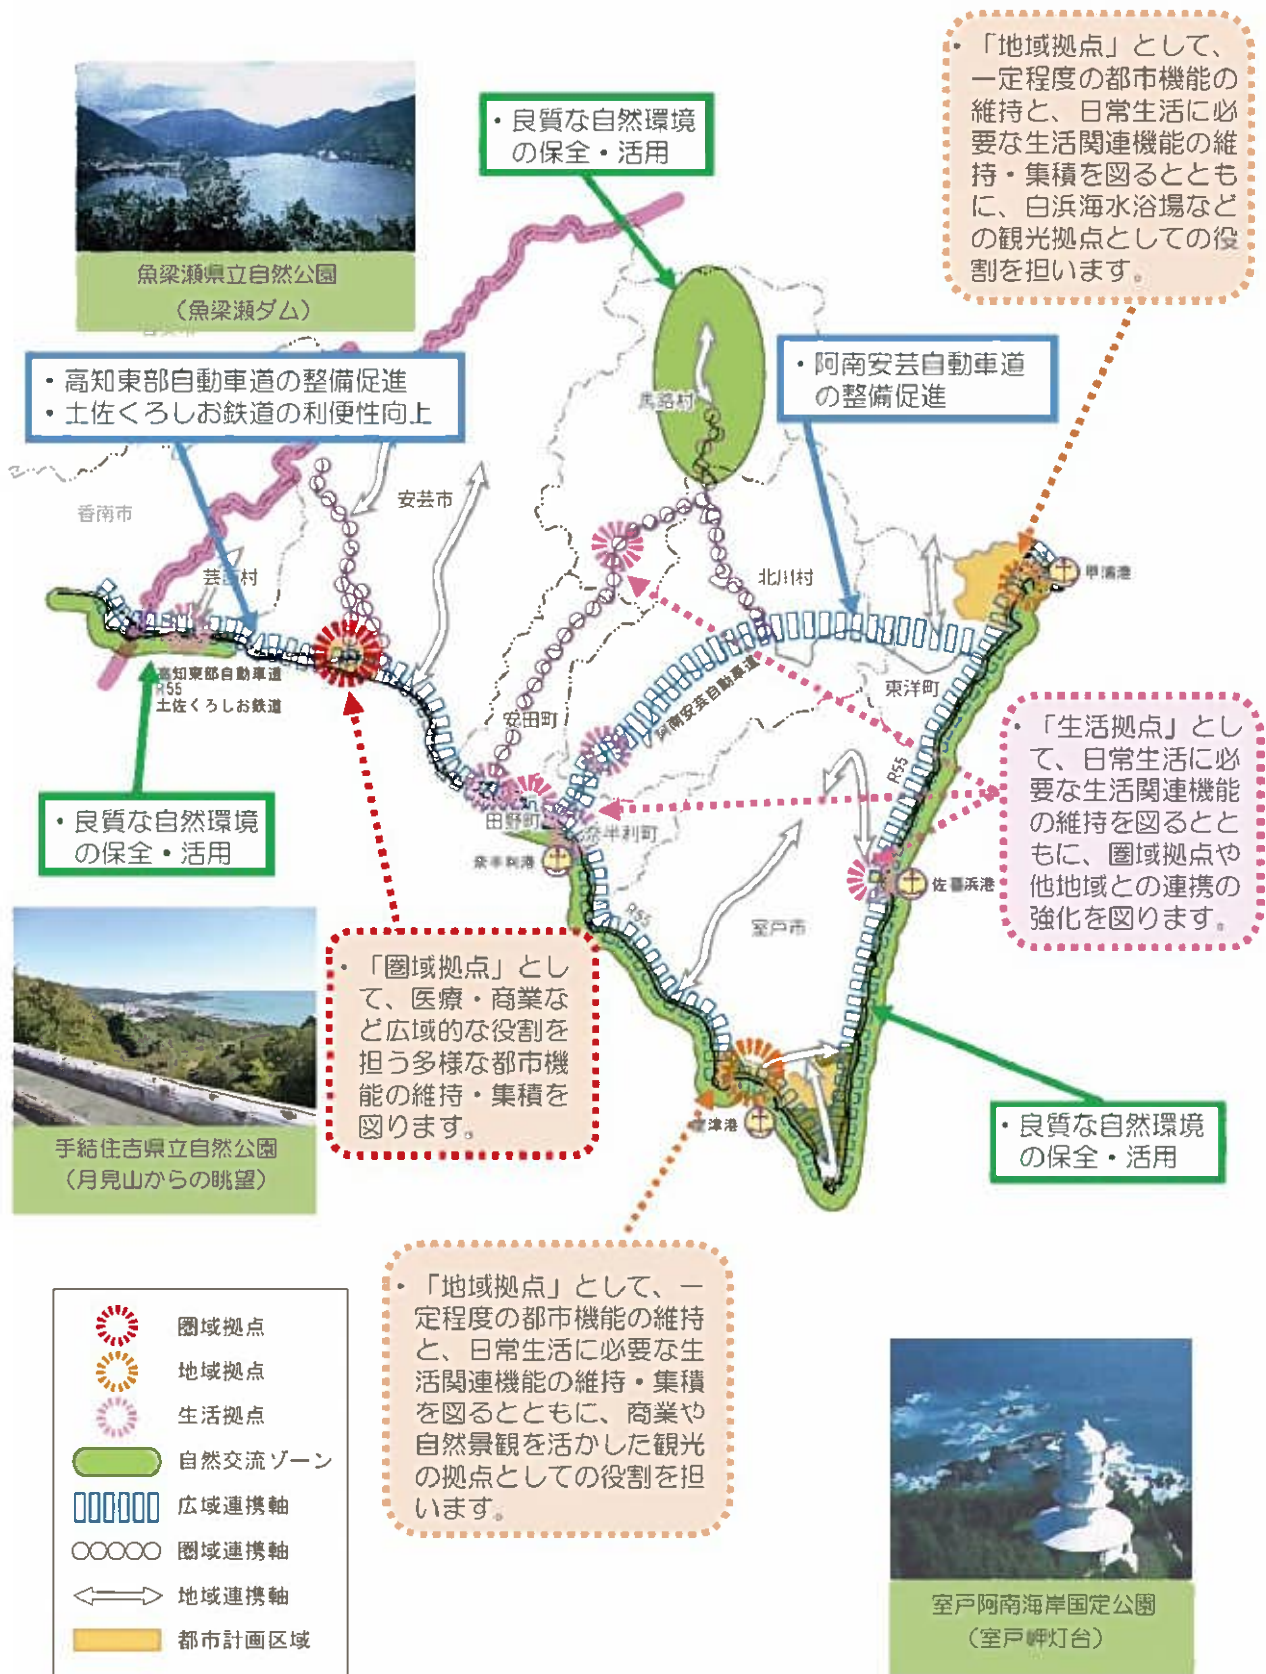 ・「地域拠点」として、
一定程度の都市機能の
維持と、日常生活に必
要な生活関連機能の維
持・集積を図るととも
に、白浜海水浴場など
の観光拠点としての役
割を担います。
・良質な自然環境
の保全・活用
魚梁瀬県立自然公園
（魚梁瀬ダム）
・高知東部自動車道の整備促進
・土佐くろしお鉄道の利便性向上
・阿南安芸自動車道
の整備促進
馬路村
安芸市
香南市
芸西村
北川村
甲浦港
高知東部自動車道
R55
土佐くろしお鉄道
東洋町
安田町
阿南安芸自動車道
R55
・「生活拠点」とし
て、日常生活に必
要な生活関連機能
の維持を図るとと
もに、圏域拠点や
他地域との連携の
強化を図ります。
・良質な自然環境
の保全・活用
田野町
奈半利町
奈半利港
佐喜浜港
R55
室戸市
・「圏域拠点」とし
て、医療・商業な
ど広域的な役割を
担う多様な都市機
能の維持・集積を
図ります。
手結住吉県立自然公園
（月見山からの眺望）
室津港
・良質な自然環境
の保全・活用
・「地域拠点」として、一
定程度の都市機能の維持
と、日常生活に必要な生
活関連機能の維持・集積
を図るとともに、商業や
自然景観を活かした観光
の拠点としての役割を担
います。
圏域拠点
地域拠点
生活拠点
自然交流ゾーン
広域連携軸
圏域連携軸
地域連携軸
都市計画区域
室戸阿南海岸国定公園
（室戸岬灯台）